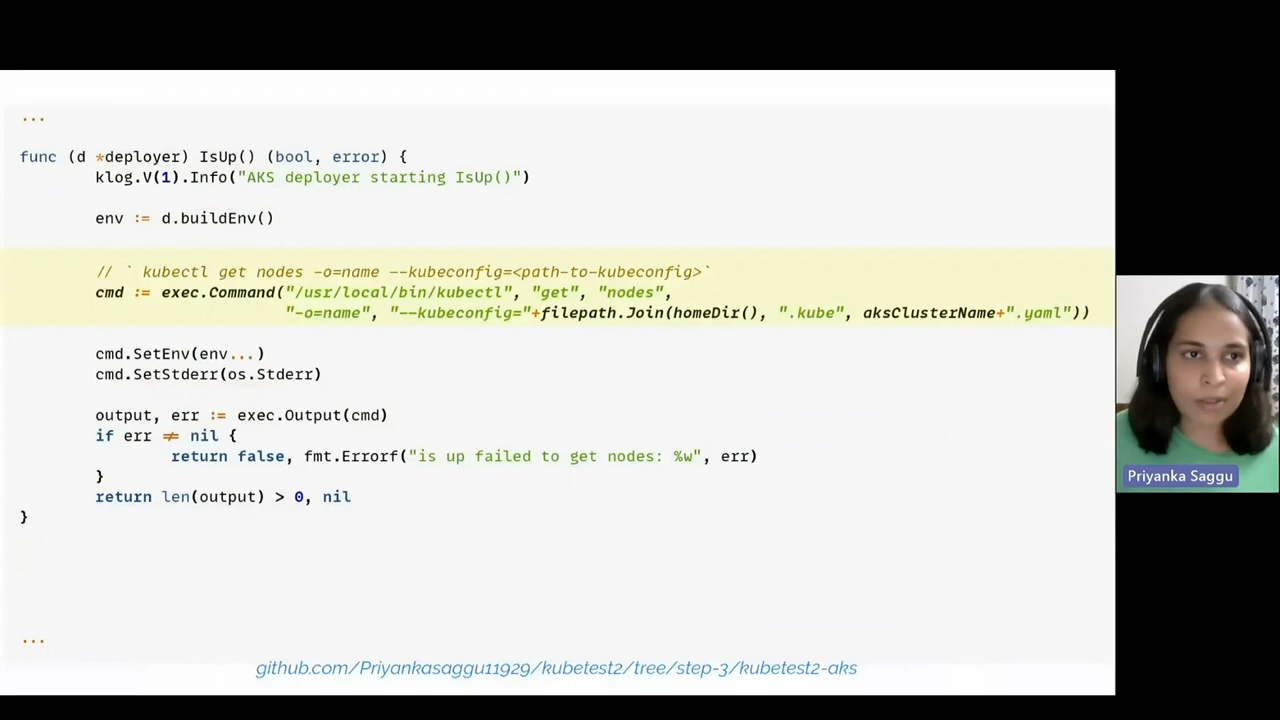 ...
func (d *deployer) IsUp() (bool, error) {
klog.V(1).Info("AKS deployer starting IsUp()")
env := d.buildEnv()
// ` kubectl get nodes -o=name --kubeconfig=<path-to-kubeconfig>`
cmd := exec.Command("/usr/local/bin/kubectl", "get", "nodes",
"-o=name", "--kubeconfig="+filepath.Join(homeDir(), ".kube", aksClusterName+".yaml"))
cmd.SetEnv(env...)
cmd.SetStderr(os.Stderr)
output, err := exec.Output(cmd)
if err ≠ nil {
return false, fmt.Errorf("is up failed to get nodes: %w", err)
}
return len(output) > 0, nil
}
...
github.com/Priyankasaggu11929/kubetest2/tree/step-3/kubetest2-aks
Priyanka Saggu